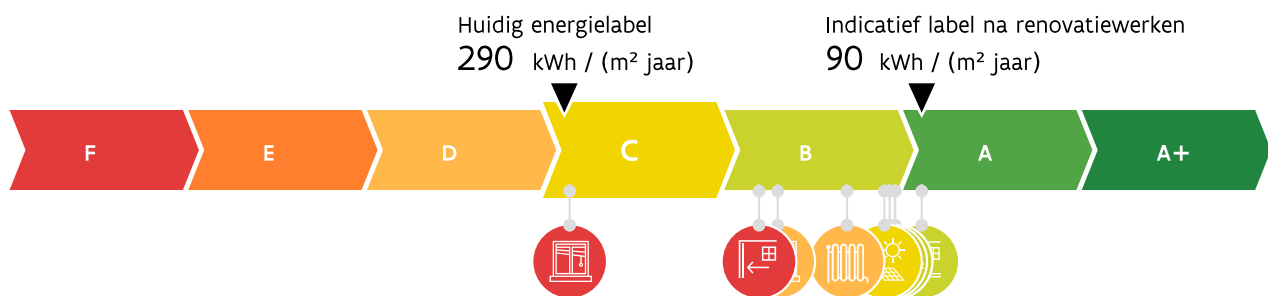 Huidig energielabel
290 kWh / (m² jaar)
Indicatief label na renovatiewerken
90 kWh / (m² jaar)
F
E
D
C
B
A
A+